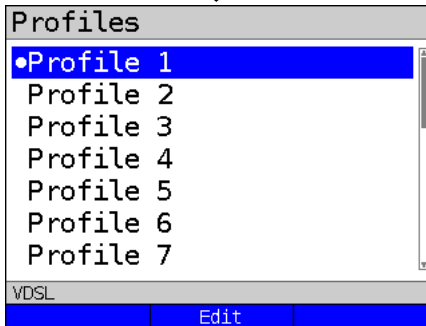 Profiles
•Profile 1
Profile 2
Profile 3
Profile 4
Profile 5
Profile 6
Profile 7
VDSL
Edit